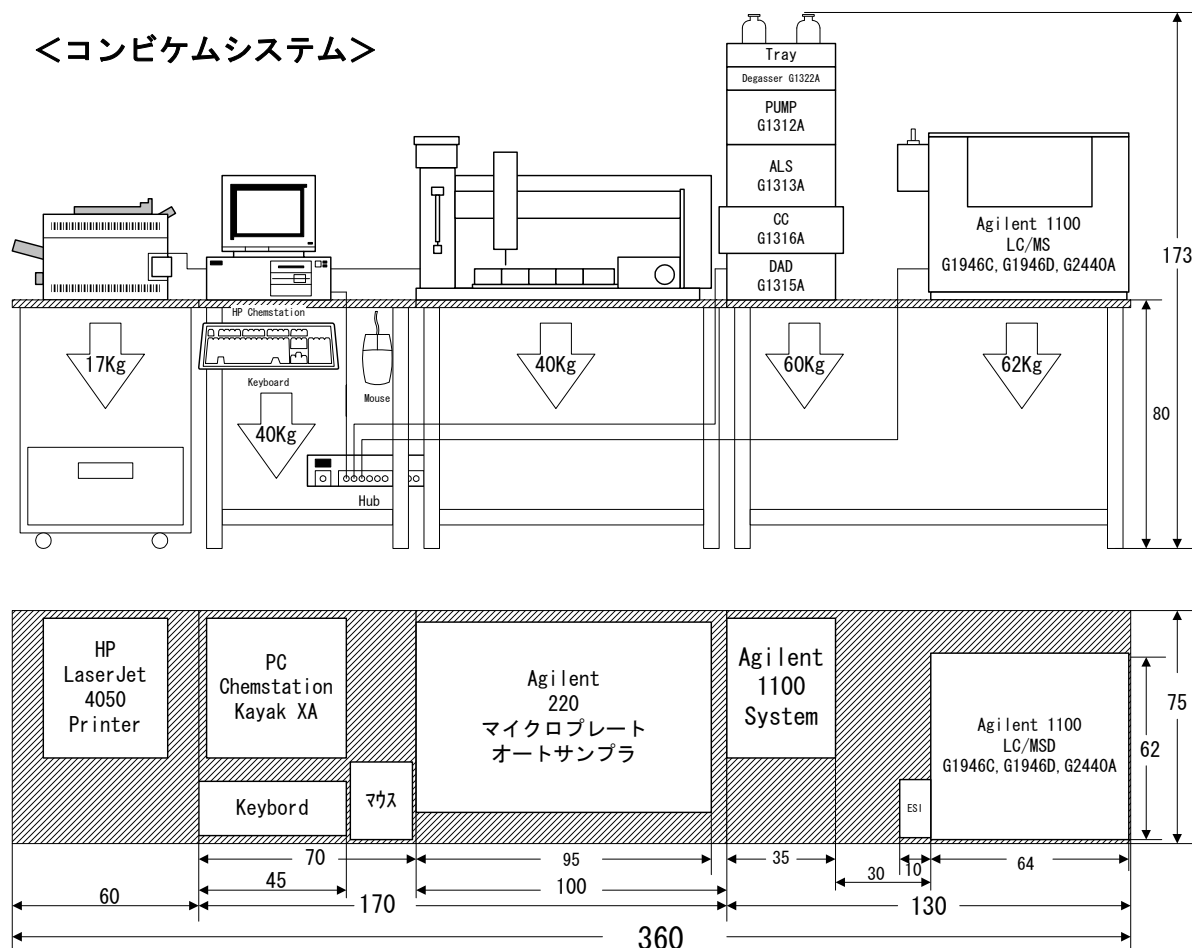 ＜コンビケムシステム＞
Tray
Degasser G1322A
PUMP
G1312A
ALS
G1313A
CC
G1316A
DAD
G1315A
Agilent 1100
LC/MS
G1946C, G1946D, G2440A
173
HP Chemstation
17Kg
Keyboard
Mouse
40Kg
40Kg
60Kg
62Kg
80
Hub
HP
LaserJet
4050
Printer
PC
Chemstation
Kayak XA
Keybord
マウス
Agilent
220
マイクロプレート
オートサンプラ
Agilent
1100
System
ESI
Agilent 1100
LC/MSD
G1946C, G1946D, G2440A
62
75
70
95
35
10
64
45
100
30
60
170
130
360